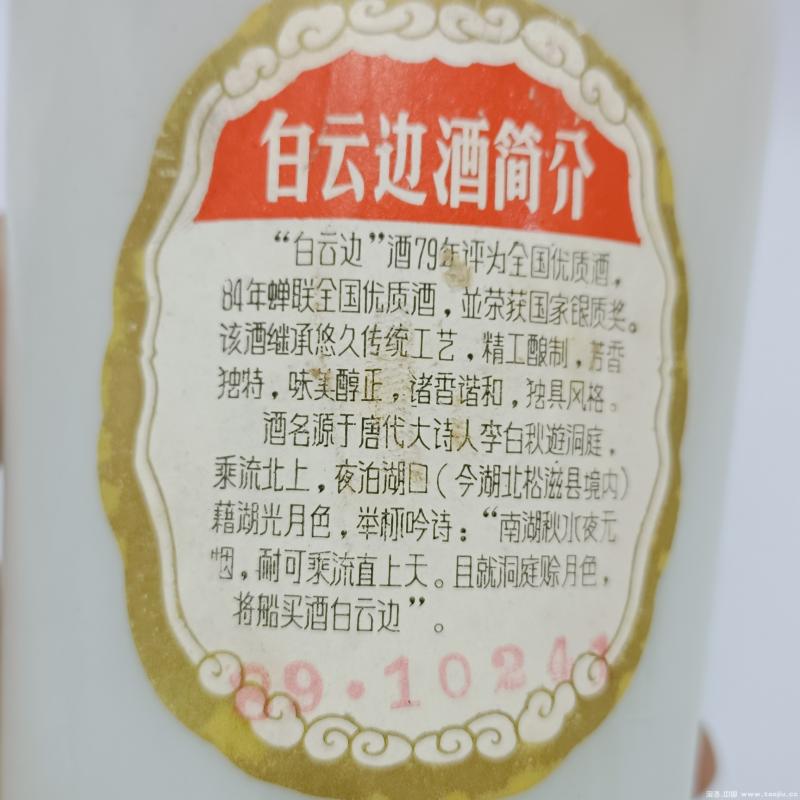 白云边酒简介
“白云边”酒79年评为全国优质酒，
84年蝉联全国优质酒，並荣获国家银质奖。
该酒继承悠久传统工艺，精工酿制，芳香
独特，味美醇正，诸香谐和，独具风格。
酒名源于唐代大诗人李白秋遊洞庭，
乘流北上，夜泊湖口（今湖北松滋县境内）
藉湖光月色，举杯吟诗：“南湖秋水夜无
烟，耐可乘流直上天。且就洞庭赊月色，
将船买酒白云边”。
89·10241
www.taojiu.cn